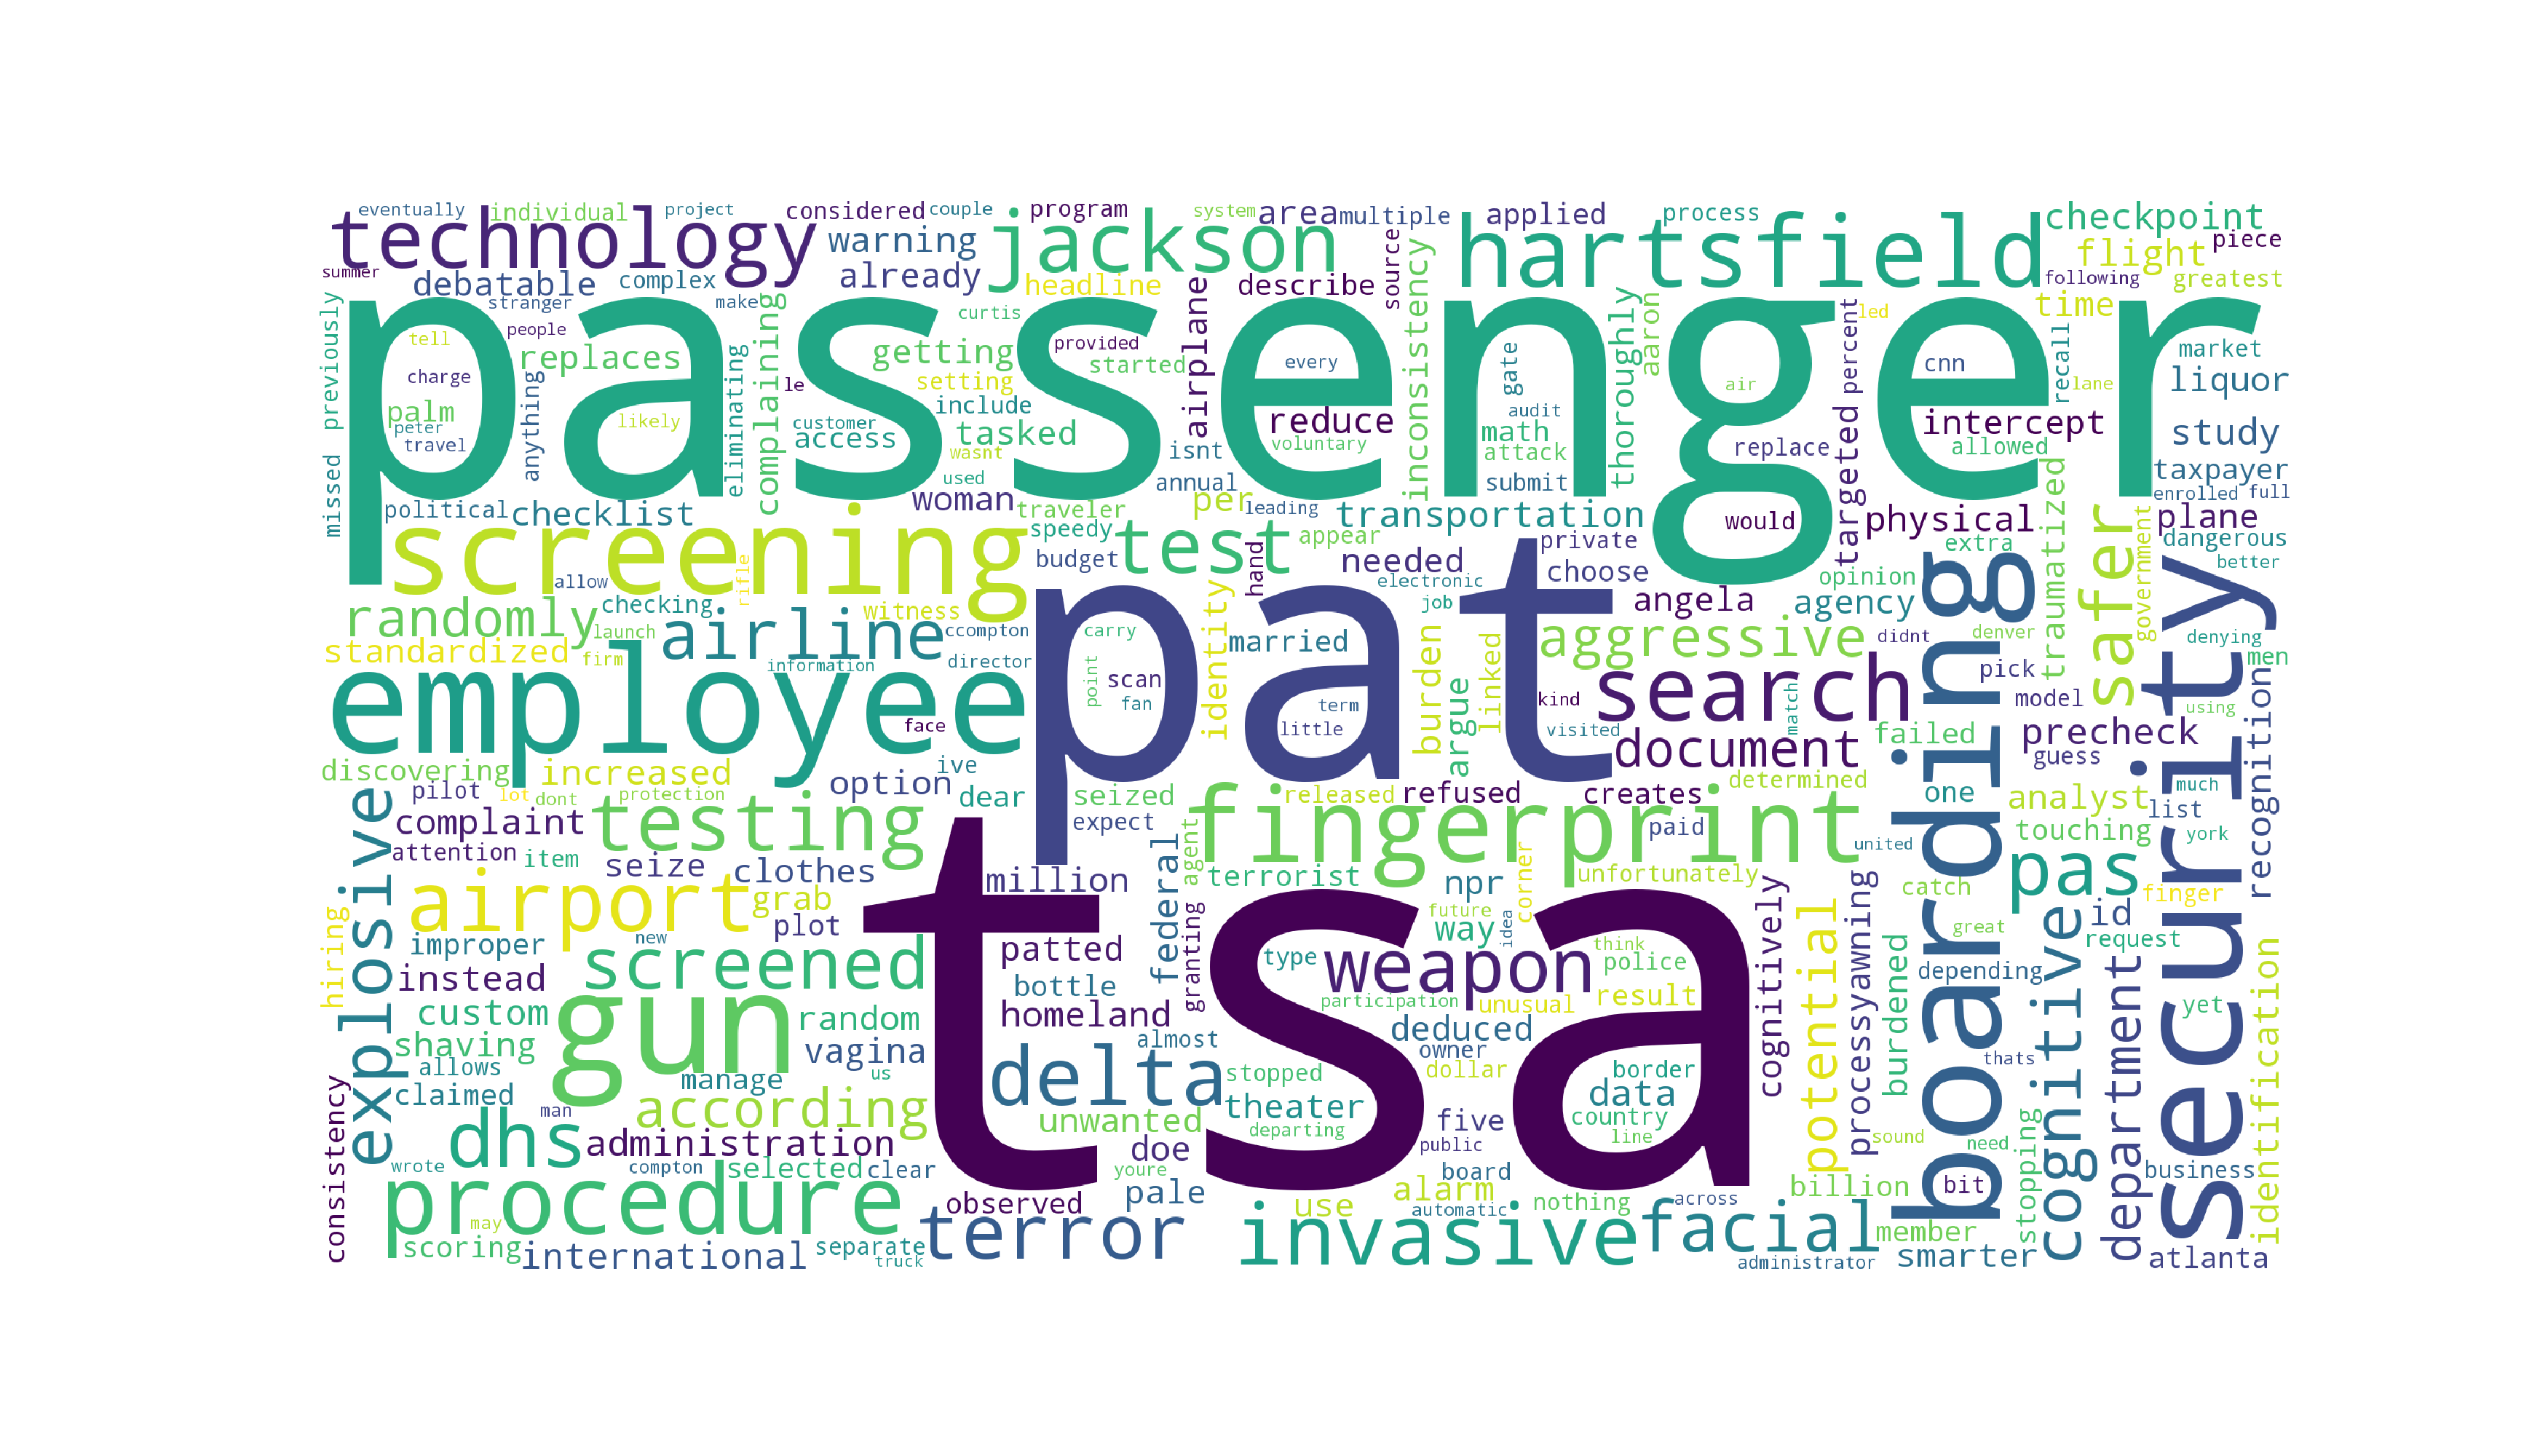 eventually individual project considered couple program system area multiple applied process checkpoint
technology warning jackson hartsfield flight piece
summer debatable complex already headline describe source following greatest
stranger make airplane time
passenger
previously people curtis provided every gate thoroughly aaron percent led cnn recall market
tell replaces getting started inconsistency
charge le setting air lane liquor
palm likely customer include reduce audit intercept
peter anything eliminating complaining access tasked voluntary math replace targeted allowed study
travel wasnt isnt attack
missed used annual submit traumatized taxpayer
political checklist woman traveler per leading transportation would physical enrolled full plane
screening speedy test appear private extra safer government dangerous
budget needed choose opinion better
allow rifle hand electronic
randomly checking witness identity job angela agency
launch airline ccompton carry married burden aggressive didnt denver denying
standardized firm information director linked men
employee pat search pick
point scan fan term little kind match model using
face argue visited document failed precheck recognition
discovering increased option ive guess
pilot lot dont protection dear seized released refused creates determined one analyst list much
explosive complaint testing expect fingerprint paid touching york
attention item seize clothes federal agent corner united pas
million terrorist npr unfortunately cognitively catch finger
airport grab granting future potential processyawning id
hiring improper new plot patted way idea think great request
instead screened type weapon police depending
tsa
bottle participation unusual result boarding security
custom gun random homeland deduced burdened cognitive department yet identification
shaving vagina almost owner thats
allows manage us delta stopped dollar border
claimed data
consistency man according unwanted theater five country
dhs administration departing doe public line sound need stopping
wrote compton selected clear youre board business
procedure observed pale use alarm nothing across billion bit
may terror automatic member
scoring international separate invasive facial smarter atlanta
truck administrator